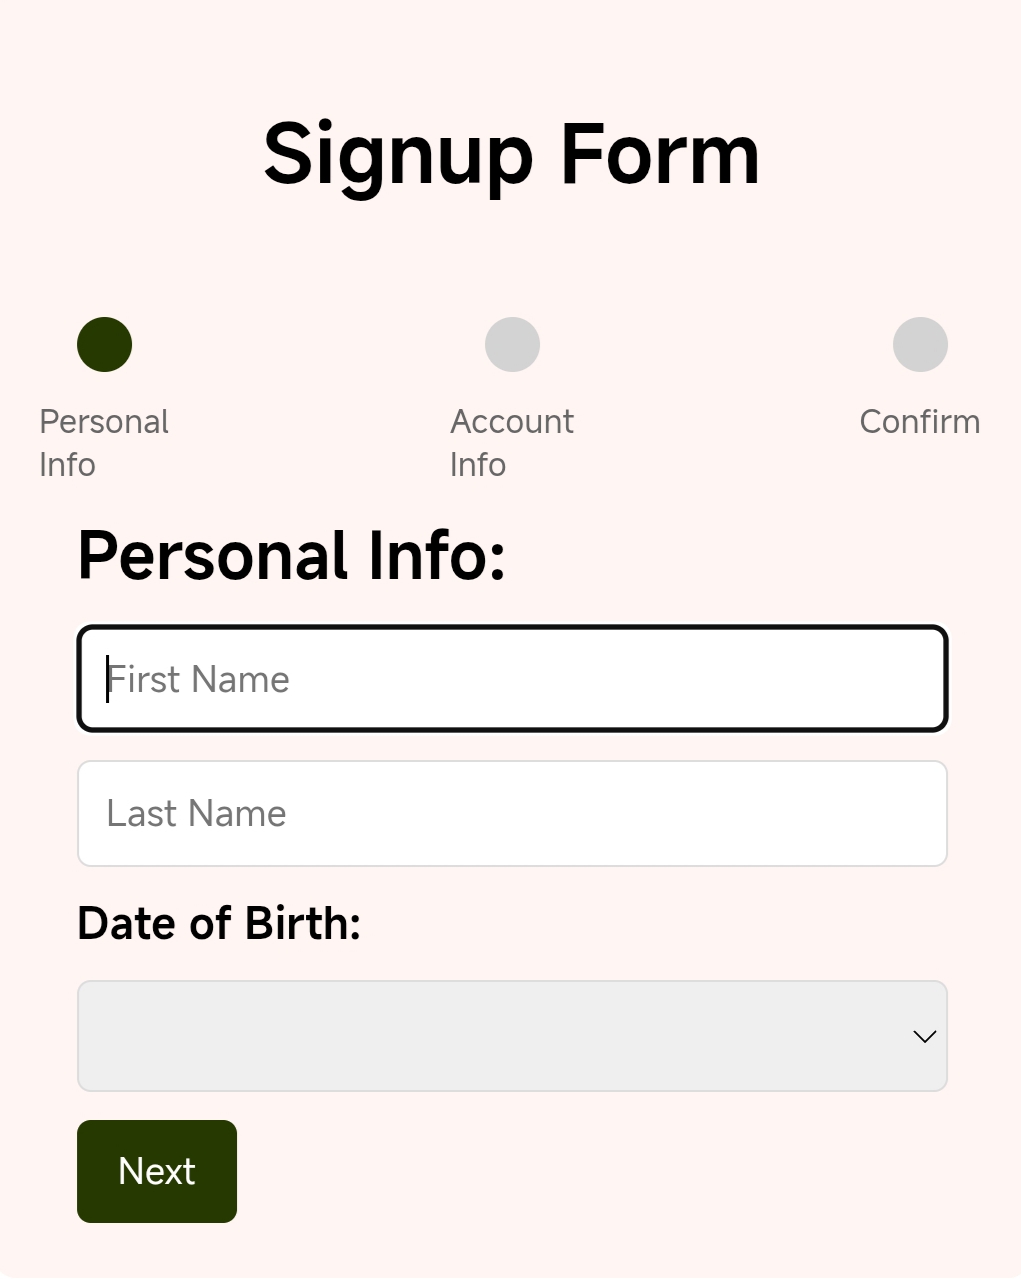 Signup Form
Personal
Info
Account
Info
Confirm
Personal Info:
First Name
Last Name
Date of Birth:
Next